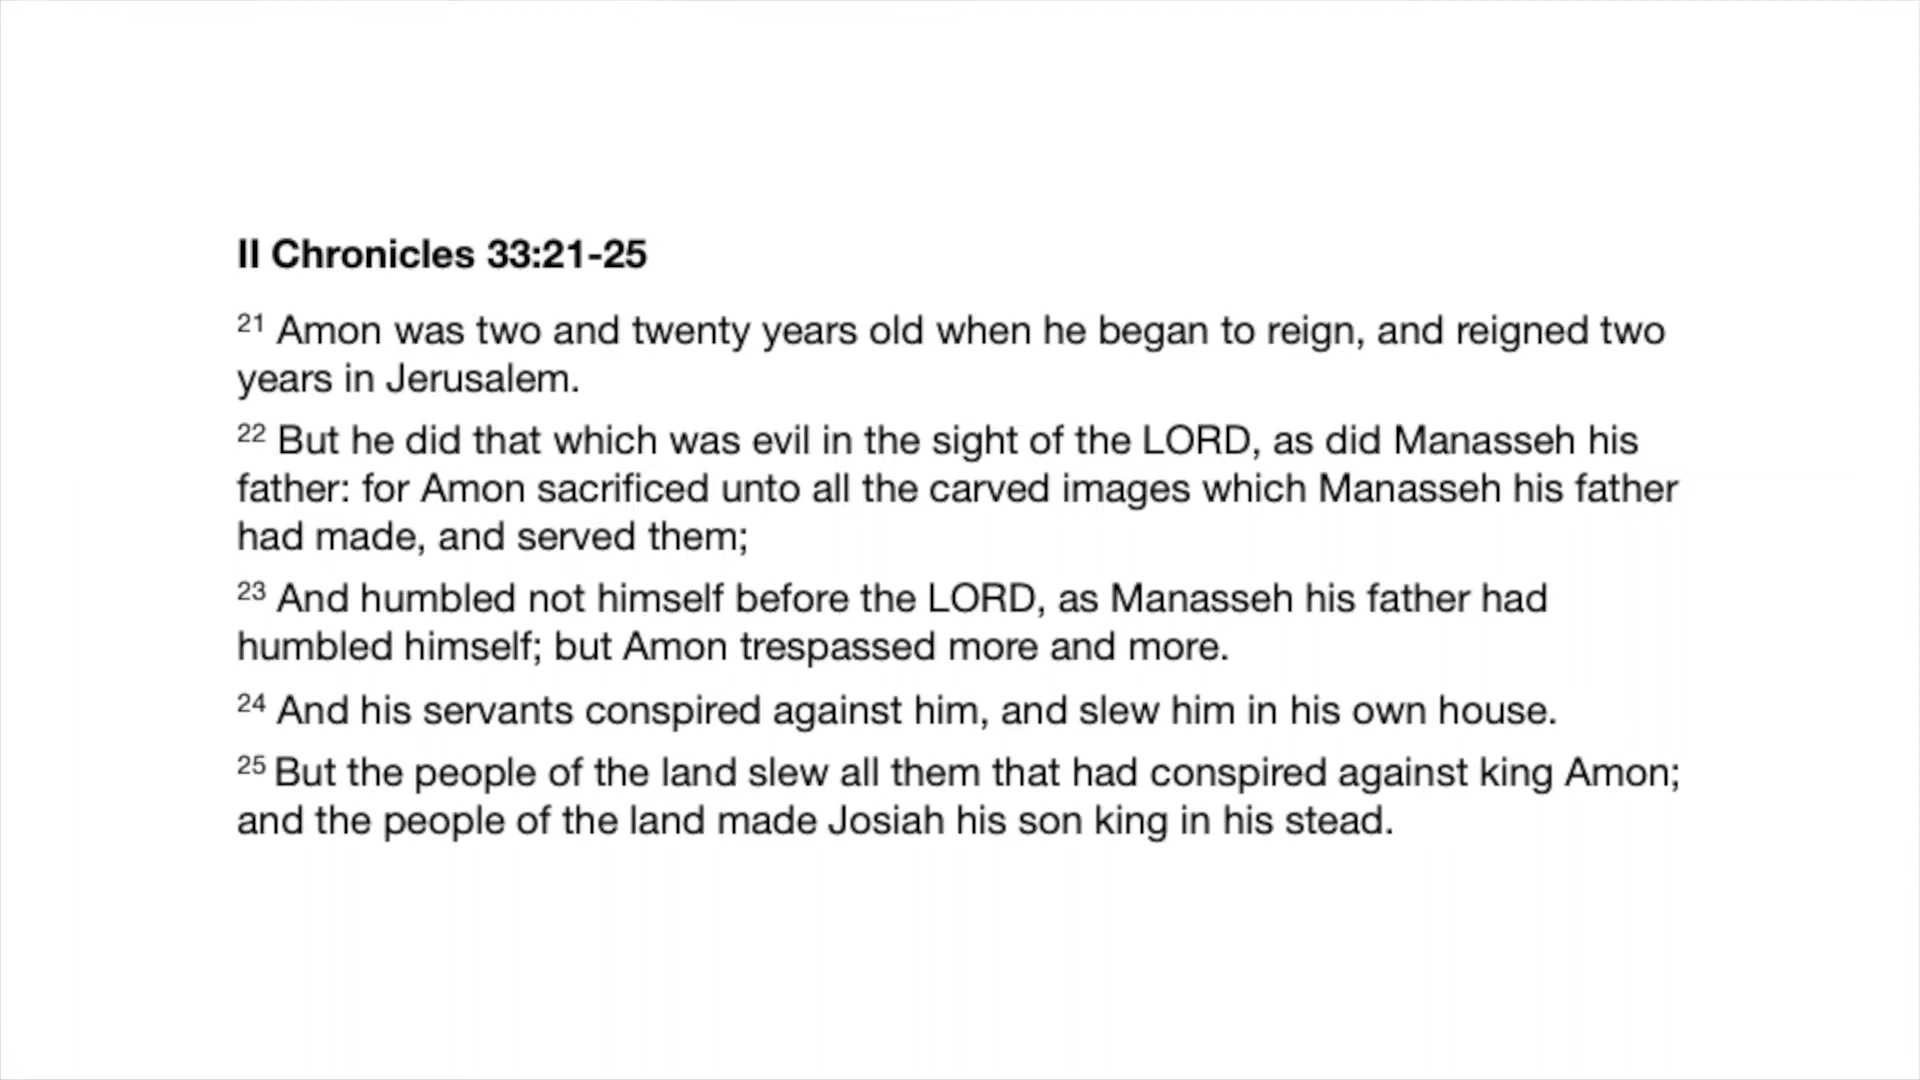 II Chronicles 33:21-25
21 Amon was two and twenty years old when he began to reign, and reigned two
years in Jerusalem.
22 But he did that which was evil in the sight of the LORD, as did Manasseh his
father: for Amon sacrificed unto all the carved images which Manasseh his father
had made, and served them;
23 And humbled not himself before the LORD, as Manasseh his father had
humbled himself; but Amon trespassed more and more.
24 And his servants conspired against him, and slew him in his own house.
25 But the people of the land slew all them that had conspired against king Amon;
and the people of the land made Josiah his son king in his stead.